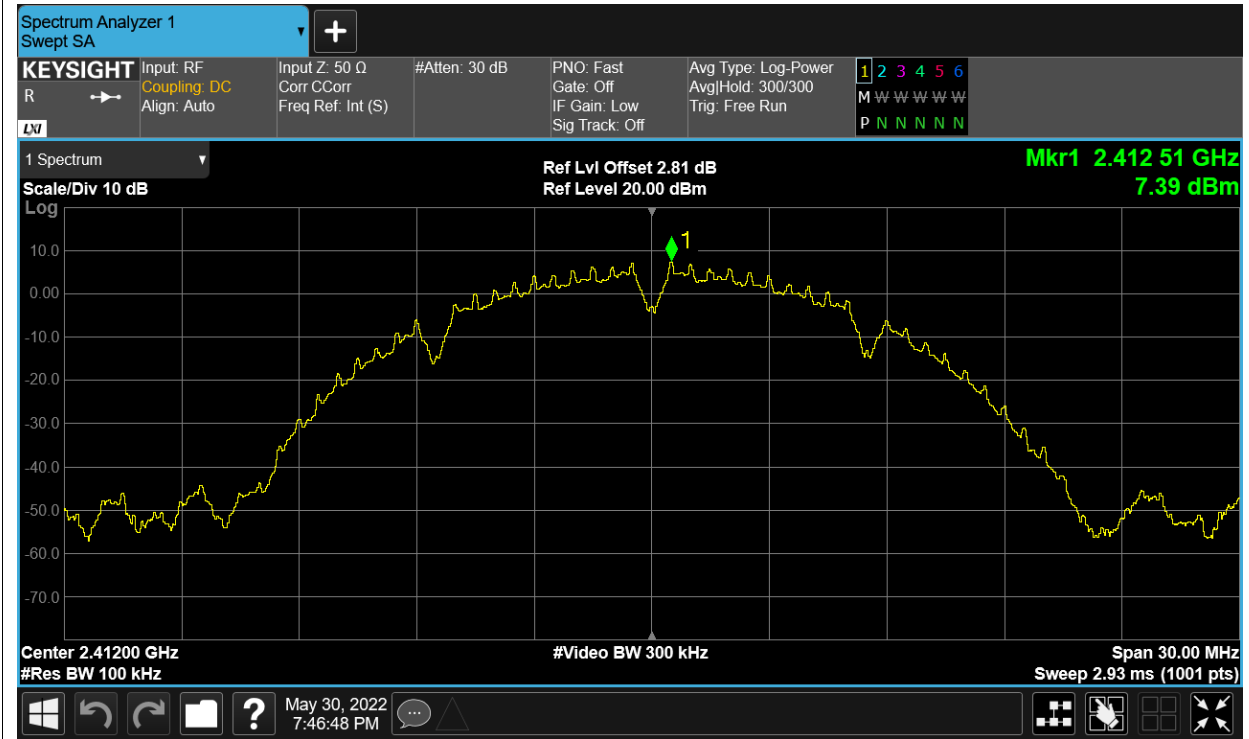 Spectrum Analyzer 1
Swept SA
KEYSIGHT
R
LXI
Input: RF
Coupling: DC
Align: Auto
Input Z: 50 Ω
Corr CCorr
Freq Ref: Int (S)
#Atten: 30 dB
PNO: Fast
Gate: Off
IF Gain: Low
Sig Track: Off
Avg Type: Log-Power
Avg|Hold: 300/300
Trig: Free Run
1 2 3 4 5 6
M W W W W W
P N N N N N
1 Spectrum
Scale/Div 10 dB
Ref Lvl Offset 2.81 dB
Ref Level 20.00 dBm
Mkr1 2.412 51 GHz
7.39 dBm
Log
1
10.0
0.00
-10.0
-20.0
-30.0
-40.0
-50.0
-60.0
-70.0
Center 2.41200 GHz
#Video BW 300 kHz
Span 30.00 MHz
#Res BW 100 kHz
Sweep 2.93 ms (1001 pts)
?
May 30, 2022
7:46:48 PM